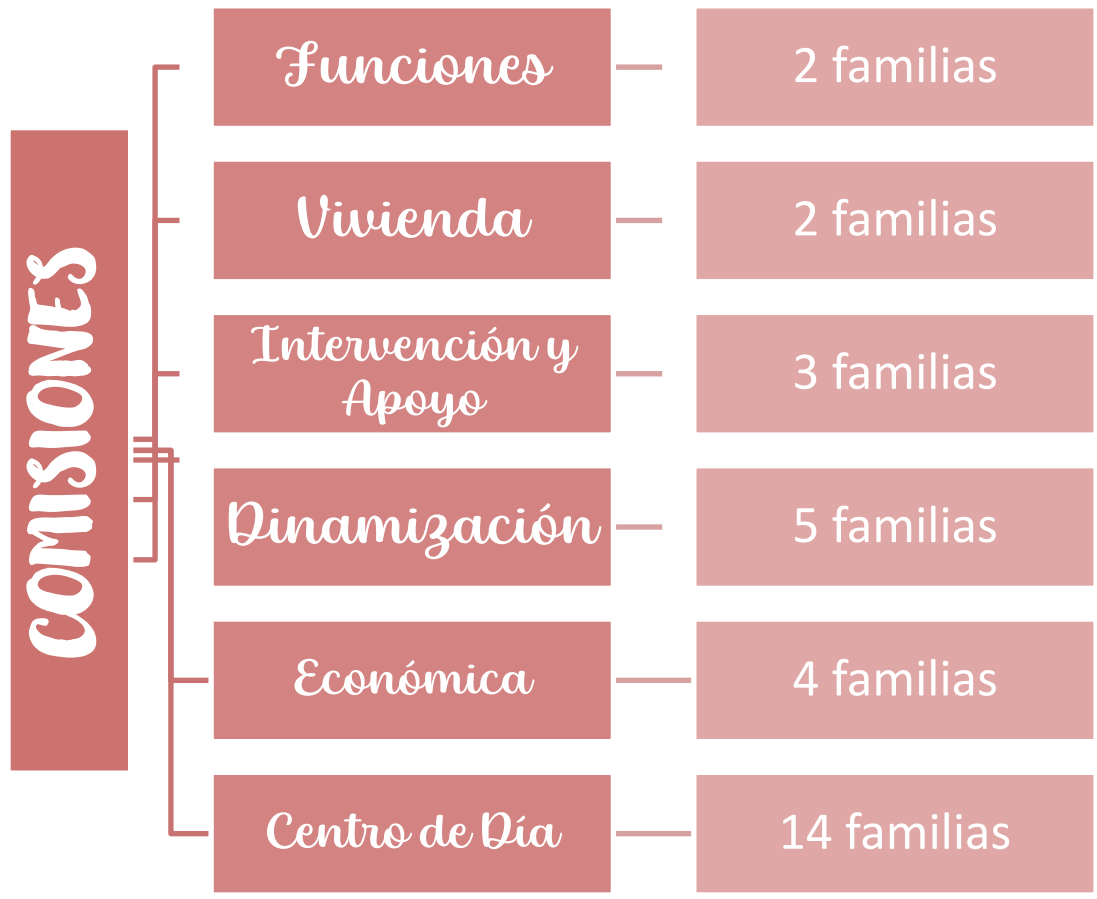 COMISIONES
Funciones
2 familias
Vivienda
2 familias
Intervención y
Apoyo
3 familias
Dinamización
5 familias
Económica
4 familias
Centro de Día
14 familias